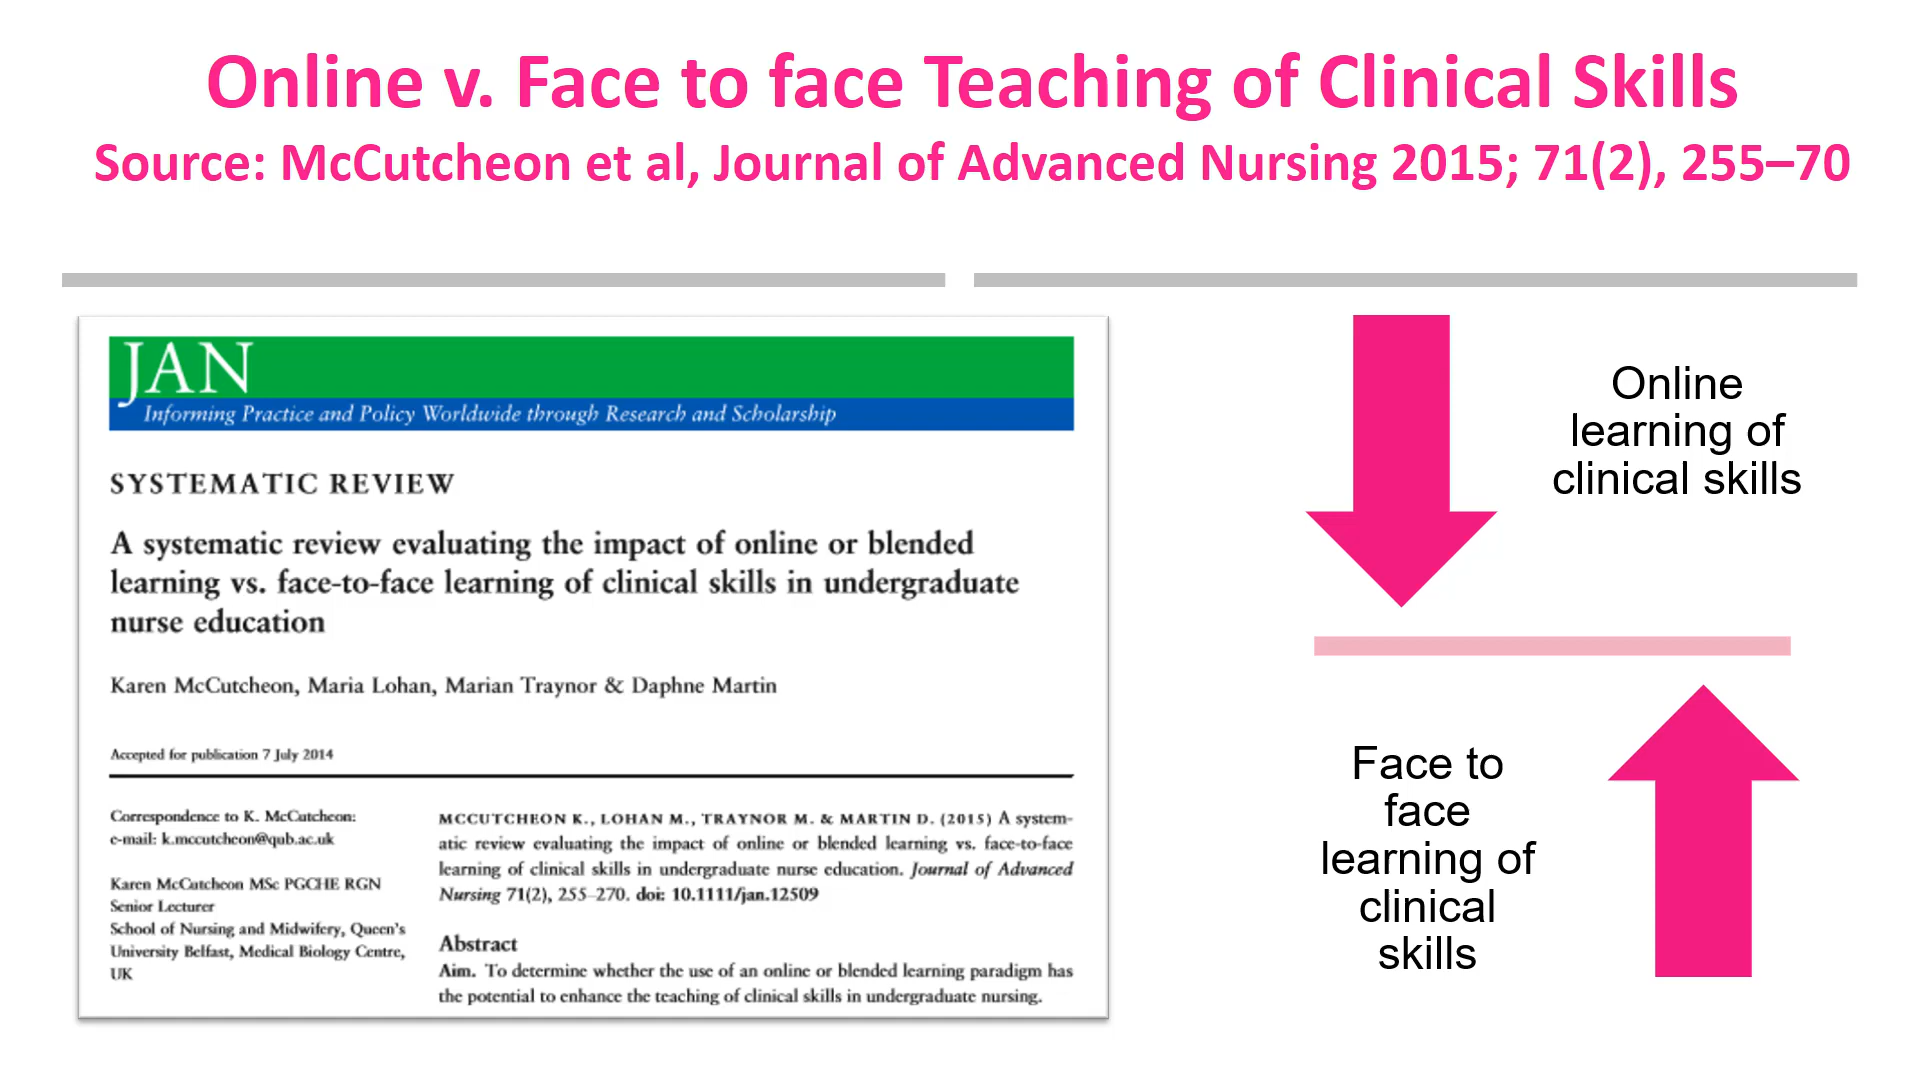 Online v. Face to face Teaching of Clinical Skills
Source: McCutcheon et al, Journal of Advanced Nursing 2015; 71(2), 255–70
JAN
Informing Practice and Policy Worldwide through Research and Scholarship
SYSTEMATIC REVIEW
A systematic review evaluating the impact of online or blended
learning vs. face-to-face learning of clinical skills in undergraduate
nurse education
Karen McCutcheon, Maria Lohan, Marian Traynor & Daphne Martin
Accepted for publication 7 July 2014
Correspondence to K. McCutcheon:
e-mail: k.mccutcheon@qub.ac.uk
Karen McCutcheon MSc PGCHE RGN
Senior Lecturer
School of Nursing and Midwifery, Queen's
University Belfast, Medical Biology Centre,
UK
MCCUTCHEON K., LOHAN M., TRAYNOR M. & MARTIN D. (2015) A system-
atic review evaluating the impact of online or blended learning vs. face-to-face
learning of clinical skills in undergraduate nurse education. Journal of Advanced
Nursing 71(2), 255–270. doi: 10.1111/jan.12509
Abstract
Aim. To determine whether the use of an online or blended learning paradigm has
the potential to enhance the teaching of clinical skills in undergraduate nursing.
Online
learning of
clinical skills
Face to
face
learning of
clinical
skills